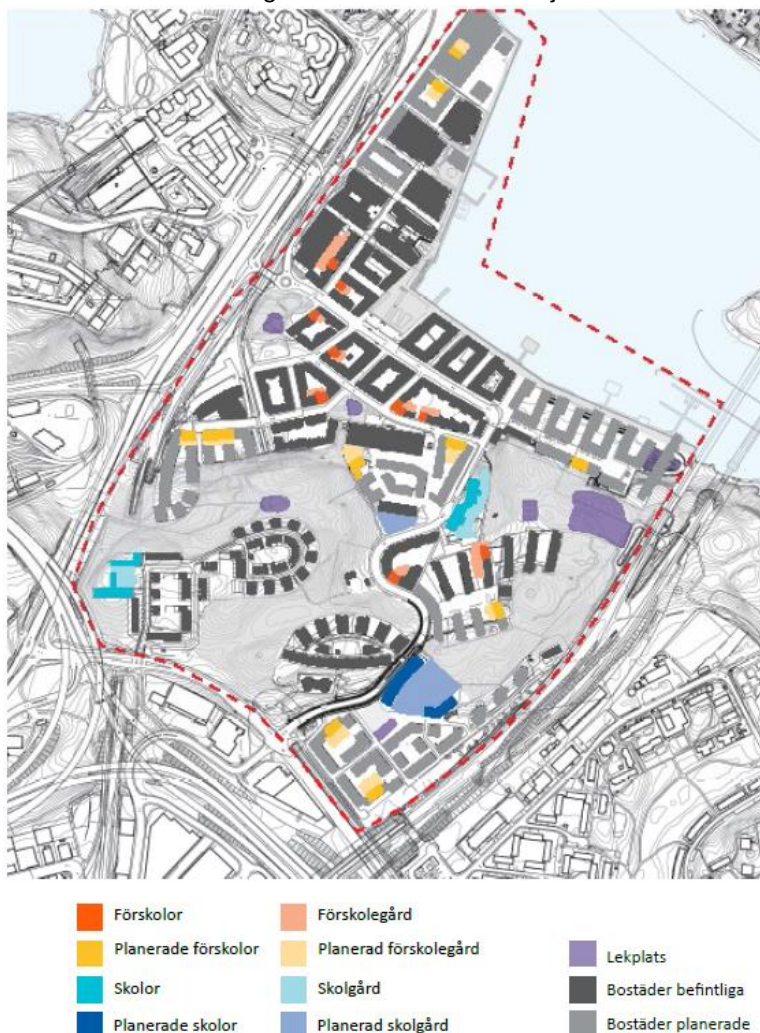 Förskolor
Förskolegård
Planerade förskolor
Planerad förskolegård
Lekplats
Skolor
Skolgård
Bostäder befintliga
Planerade skolor
Planerad skolgård
Bostäder planerade